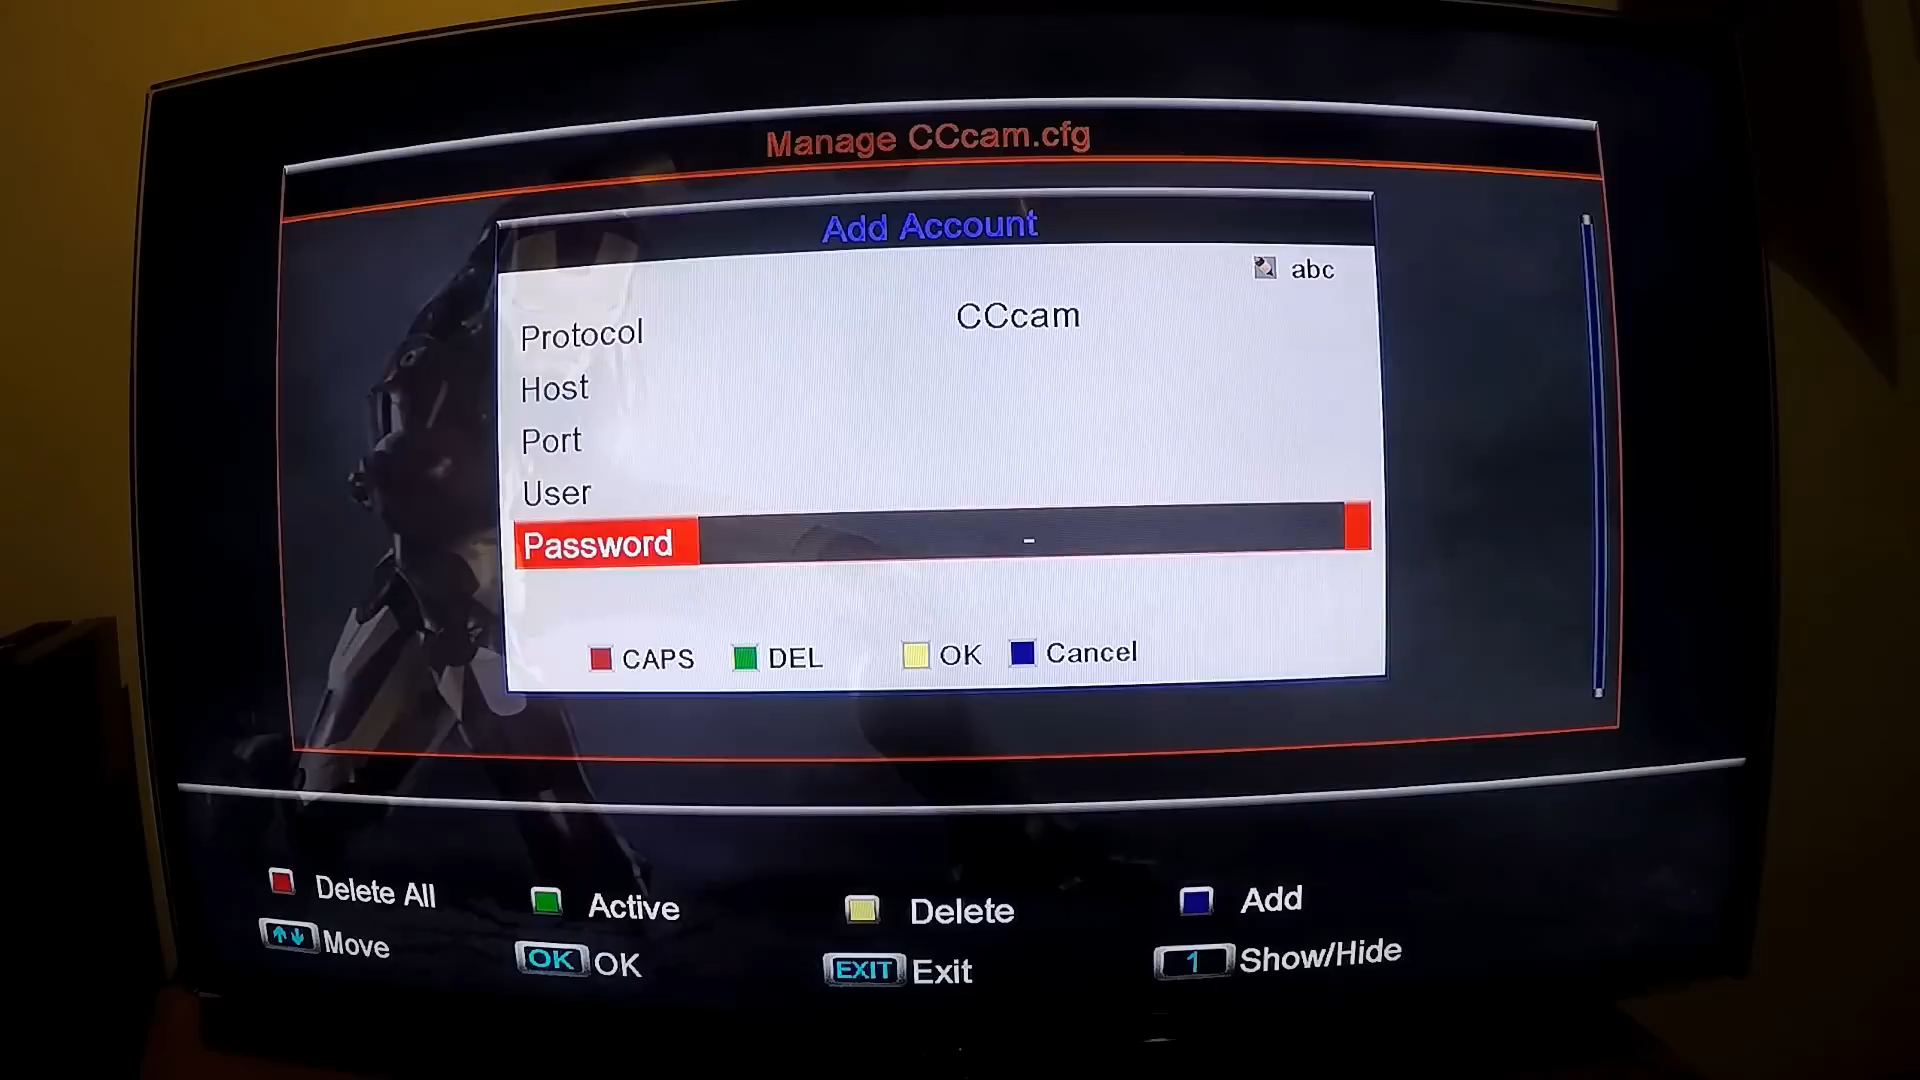 Manage CCcam.cfg
Add Account
abc
Protocol CCcam
Host
Port
User
Password -
CAPS DEL OK Cancel
Delete All Active Delete Add
Move OK OK EXIT Exit 1 Show/Hide